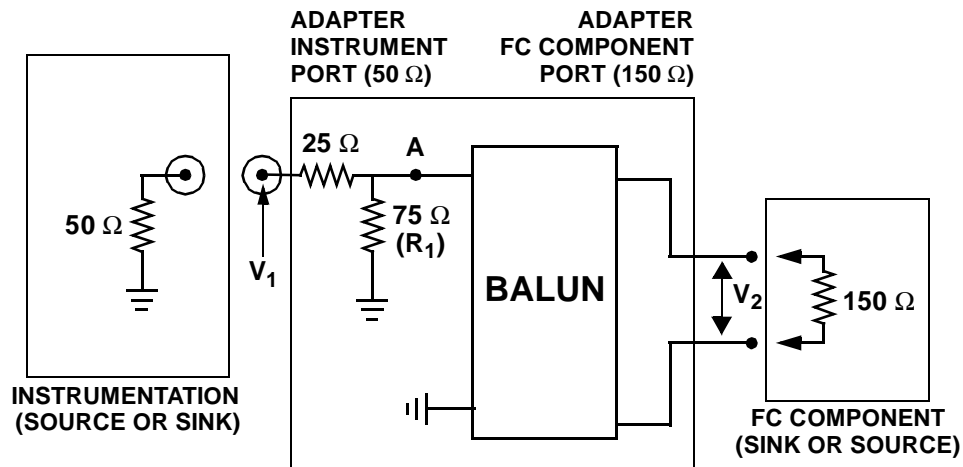 ADAPTER
INSTRUMENT
PORT (50 Ω)
ADAPTER
FC COMPONENT
PORT (150 Ω)
25 Ω
A
50 Ω
75 Ω
(R1)
V1
BALUN
V2
150 Ω
INSTRUMENTATION
(SOURCE OR SINK)
FC COMPONENT
(SINK OR SOURCE)